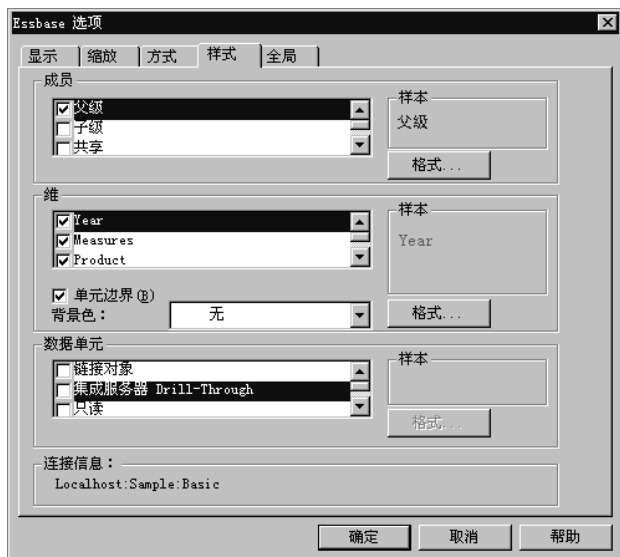 Essbase 选项
显示 缩放 方式 样式 全局
成员
父级
子级
共享
样本
父级
格式...
维
Year
Measures
Product
样本
Year
单元边界(B)
背景色： 无
格式...
数据单元
链接对象
集成服务器 Drill-Through
只读
样本
格式...
连接信息：
Localhost:Sample:Basic
确定 取消 帮助